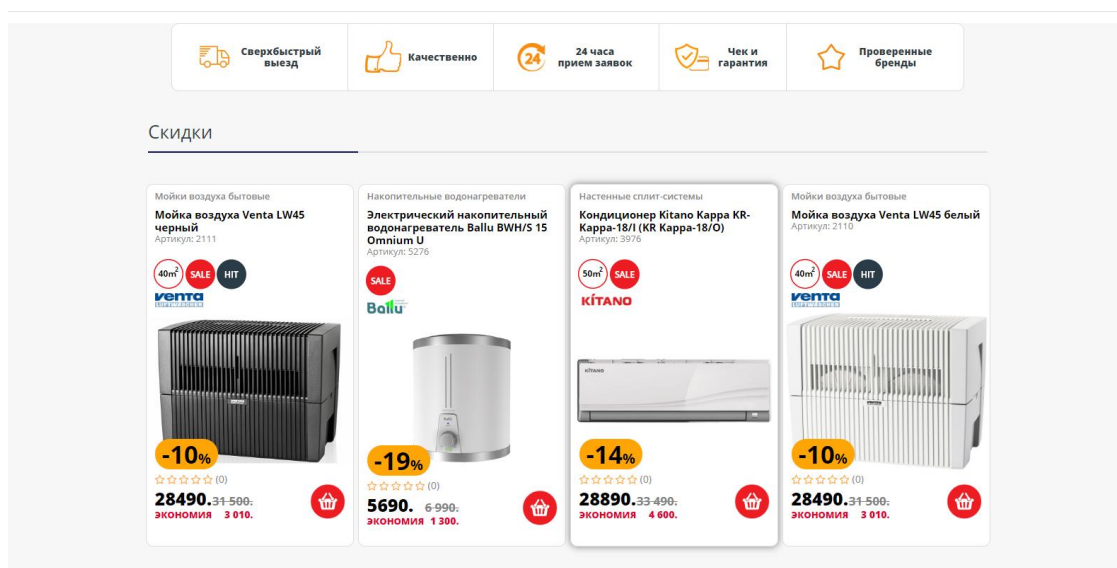 Сверхбыстрый
выезд
Качественно
24
24 часа
прием заявок
Чек и
гарантия
Проверенные
бренды
Скидки
Мойки воздуха бытовые
Мойка воздуха Venta LW45
черный
Артикул: 2111
40m²
SALE
HIT
venta
LUFTWÄSCHER
-10%
(0)
28490. 31 500.
экономия 3 010.
Накопительные водонагреватели
Электрический накопительный
водонагреватель Ballu BWH/S 15
Omnium U
Артикул: 5276
SALE
Ballu
-19%
(0)
5690. 6 990.
экономия 1 300.
Настенные сплит-системы
Кондиционер Kitano Kappa KR-
Kappa-18/I (KR Kappa-18/O)
Артикул: 3976
50m²
SALE
KÍTANO
KÍTANO
-14%
(0)
28890. 33 490.
экономия 4 600.
Мойки воздуха бытовые
Мойка воздуха Venta LW45 белый
Артикул: 2110
40m²
SALE
HIT
venta
LUFTWÄSCHER
-10%
(0)
28490. 31 500.
экономия 3 010.